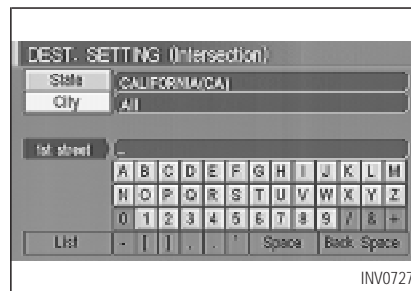 DEST. SETTING (Intersection)
State CALIFORNIA(CA)
City All
1st street _
A B C D E F G H I J K L M
N O P Q R S T U V W X Y Z
0 1 2 3 4 5 6 7 8 9 / & +
List - [ ] . . ' Space Back Space
INV0727